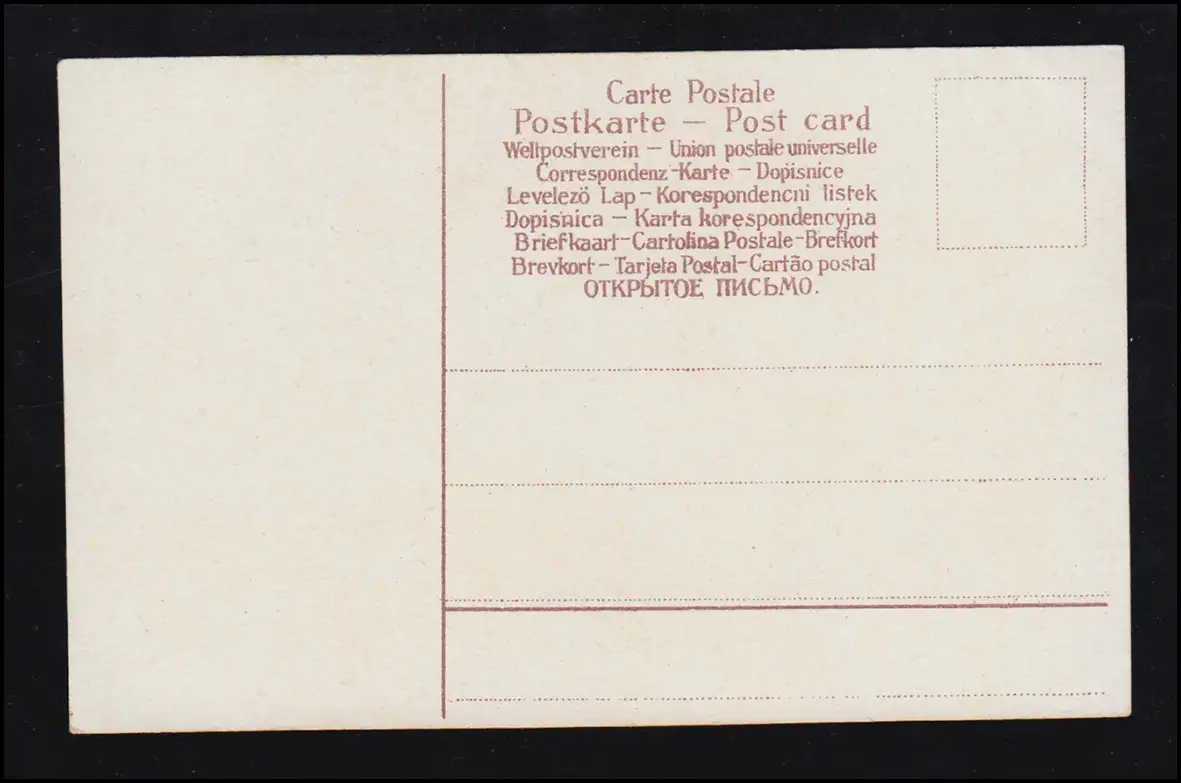 Carte Postale
Postkarte — Post card
Weltpostverein — Union postale universelle
Correspondenz-Karte — Dopisnice
Levelező Lap — Korespondencni listek
Dopisnica — Karta korespondencyjna
Briefkaart-Cartolina Postale-Brefkort
Brevkort — Tarjeta Postal-Cartão postal
ОТКРЫТОЕ ПИСЬМО.